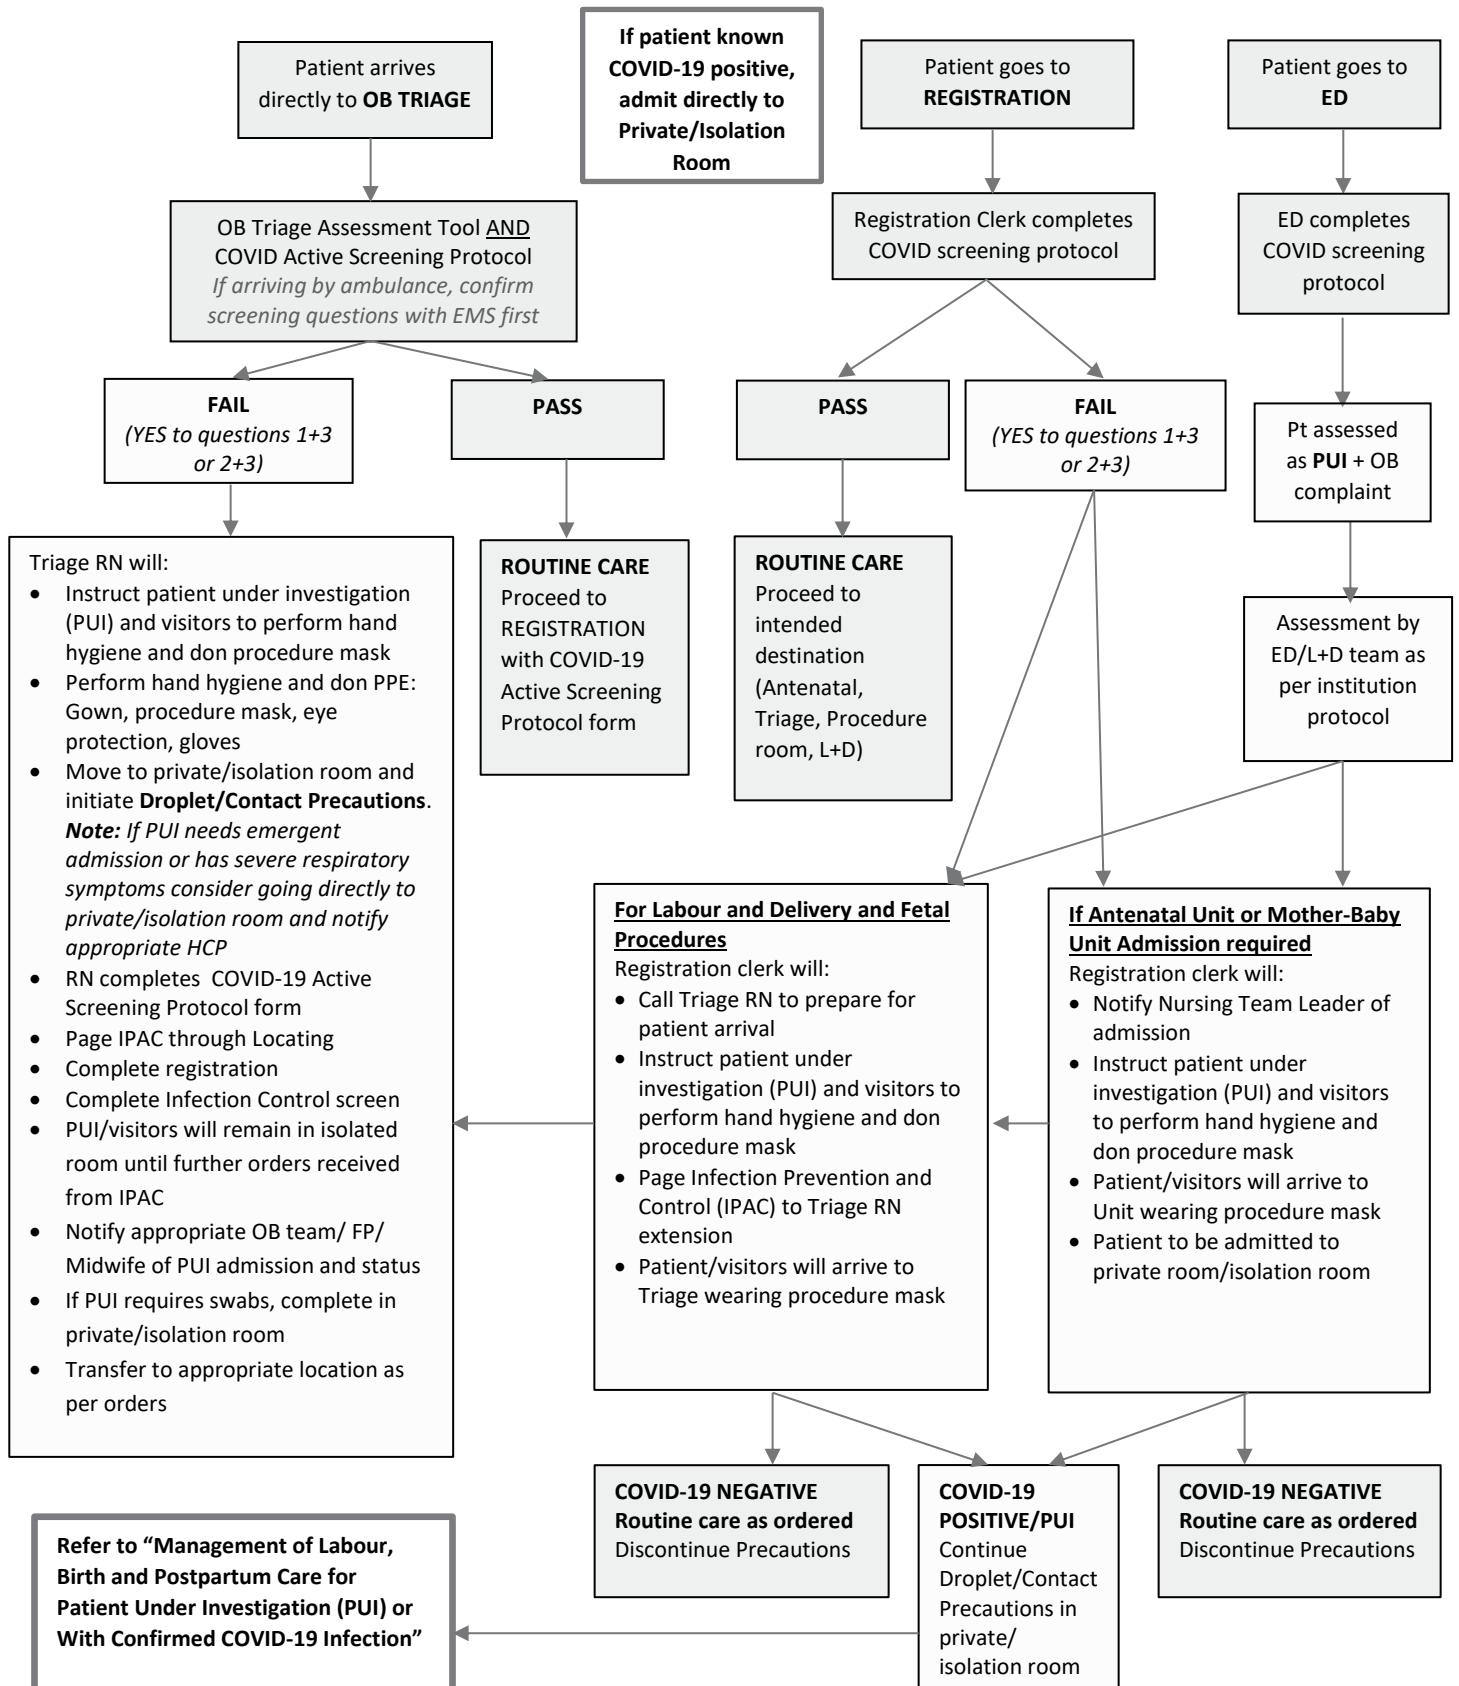 Patient arrives
directly to OB TRIAGE
If patient known
COVID-19 positive,
admit directly to
Private/Isolation
Room
Patient goes to
REGISTRATION
Patient goes to
ED
OB Triage Assessment Tool AND
COVID Active Screening Protocol
If arriving by ambulance, confirm
screening questions with EMS first
Registration Clerk completes
COVID screening protocol
ED completes
COVID screening
protocol
FAIL
(YES to questions 1+3
or 2+3)
PASS
PASS
FAIL
(YES to questions 1+3
or 2+3)
Pt assessed
as PUI + OB
complaint
Triage RN will:
• Instruct patient under investigation
(PUI) and visitors to perform hand
hygiene and don procedure mask
• Perform hand hygiene and don PPE:
Gown, procedure mask, eye
protection, gloves
• Move to private/isolation room and
initiate Droplet/Contact Precautions.
Note: If PUI needs emergent
admission or has severe respiratory
symptoms consider going directly to
private/isolation room and notify
appropriate HCP
• RN completes COVID-19 Active
Screening Protocol form
• Page IPAC through Locating
• Complete registration
• Complete Infection Control screen
• PUI/visitors will remain in isolated
room until further orders received
from IPAC
• Notify appropriate OB team/ FP/
Midwife of PUI admission and status
• If PUI requires swabs, complete in
private/isolation room
• Transfer to appropriate location as
per orders
ROUTINE CARE
Proceed to
REGISTRATION
with COVID-19
Active Screening
Protocol form
ROUTINE CARE
Proceed to
intended
destination
(Antenatal,
Triage, Procedure
room, L+D)
Assessment by
ED/L+D team as
per institution
protocol
For Labour and Delivery and Fetal
Procedures
Registration clerk will:
• Call Triage RN to prepare for
patient arrival
• Instruct patient under
investigation (PUI) and visitors to
perform hand hygiene and don
procedure mask
• Page Infection Prevention and
Control (IPAC) to Triage RN
extension
• Patient/visitors will arrive to
Triage wearing procedure mask
If Antenatal Unit or Mother-Baby
Unit Admission required
Registration clerk will:
• Notify Nursing Team Leader of
admission
• Instruct patient under
investigation (PUI) and visitors
to perform hand hygiene and
don procedure mask
• Patient/visitors will arrive to
Unit wearing procedure mask
• Patient to be admitted to
private room/isolation room
COVID-19 NEGATIVE
Routine care as ordered
Discontinue Precautions
COVID-19
POSITIVE/PUI
Continue
Droplet/Contact
Precautions in
private/
isolation room
COVID-19 NEGATIVE
Routine care as ordered
Discontinue Precautions
Refer to “Management of Labour,
Birth and Postpartum Care for
Patient Under Investigation (PUI) or
With Confirmed COVID-19 Infection”